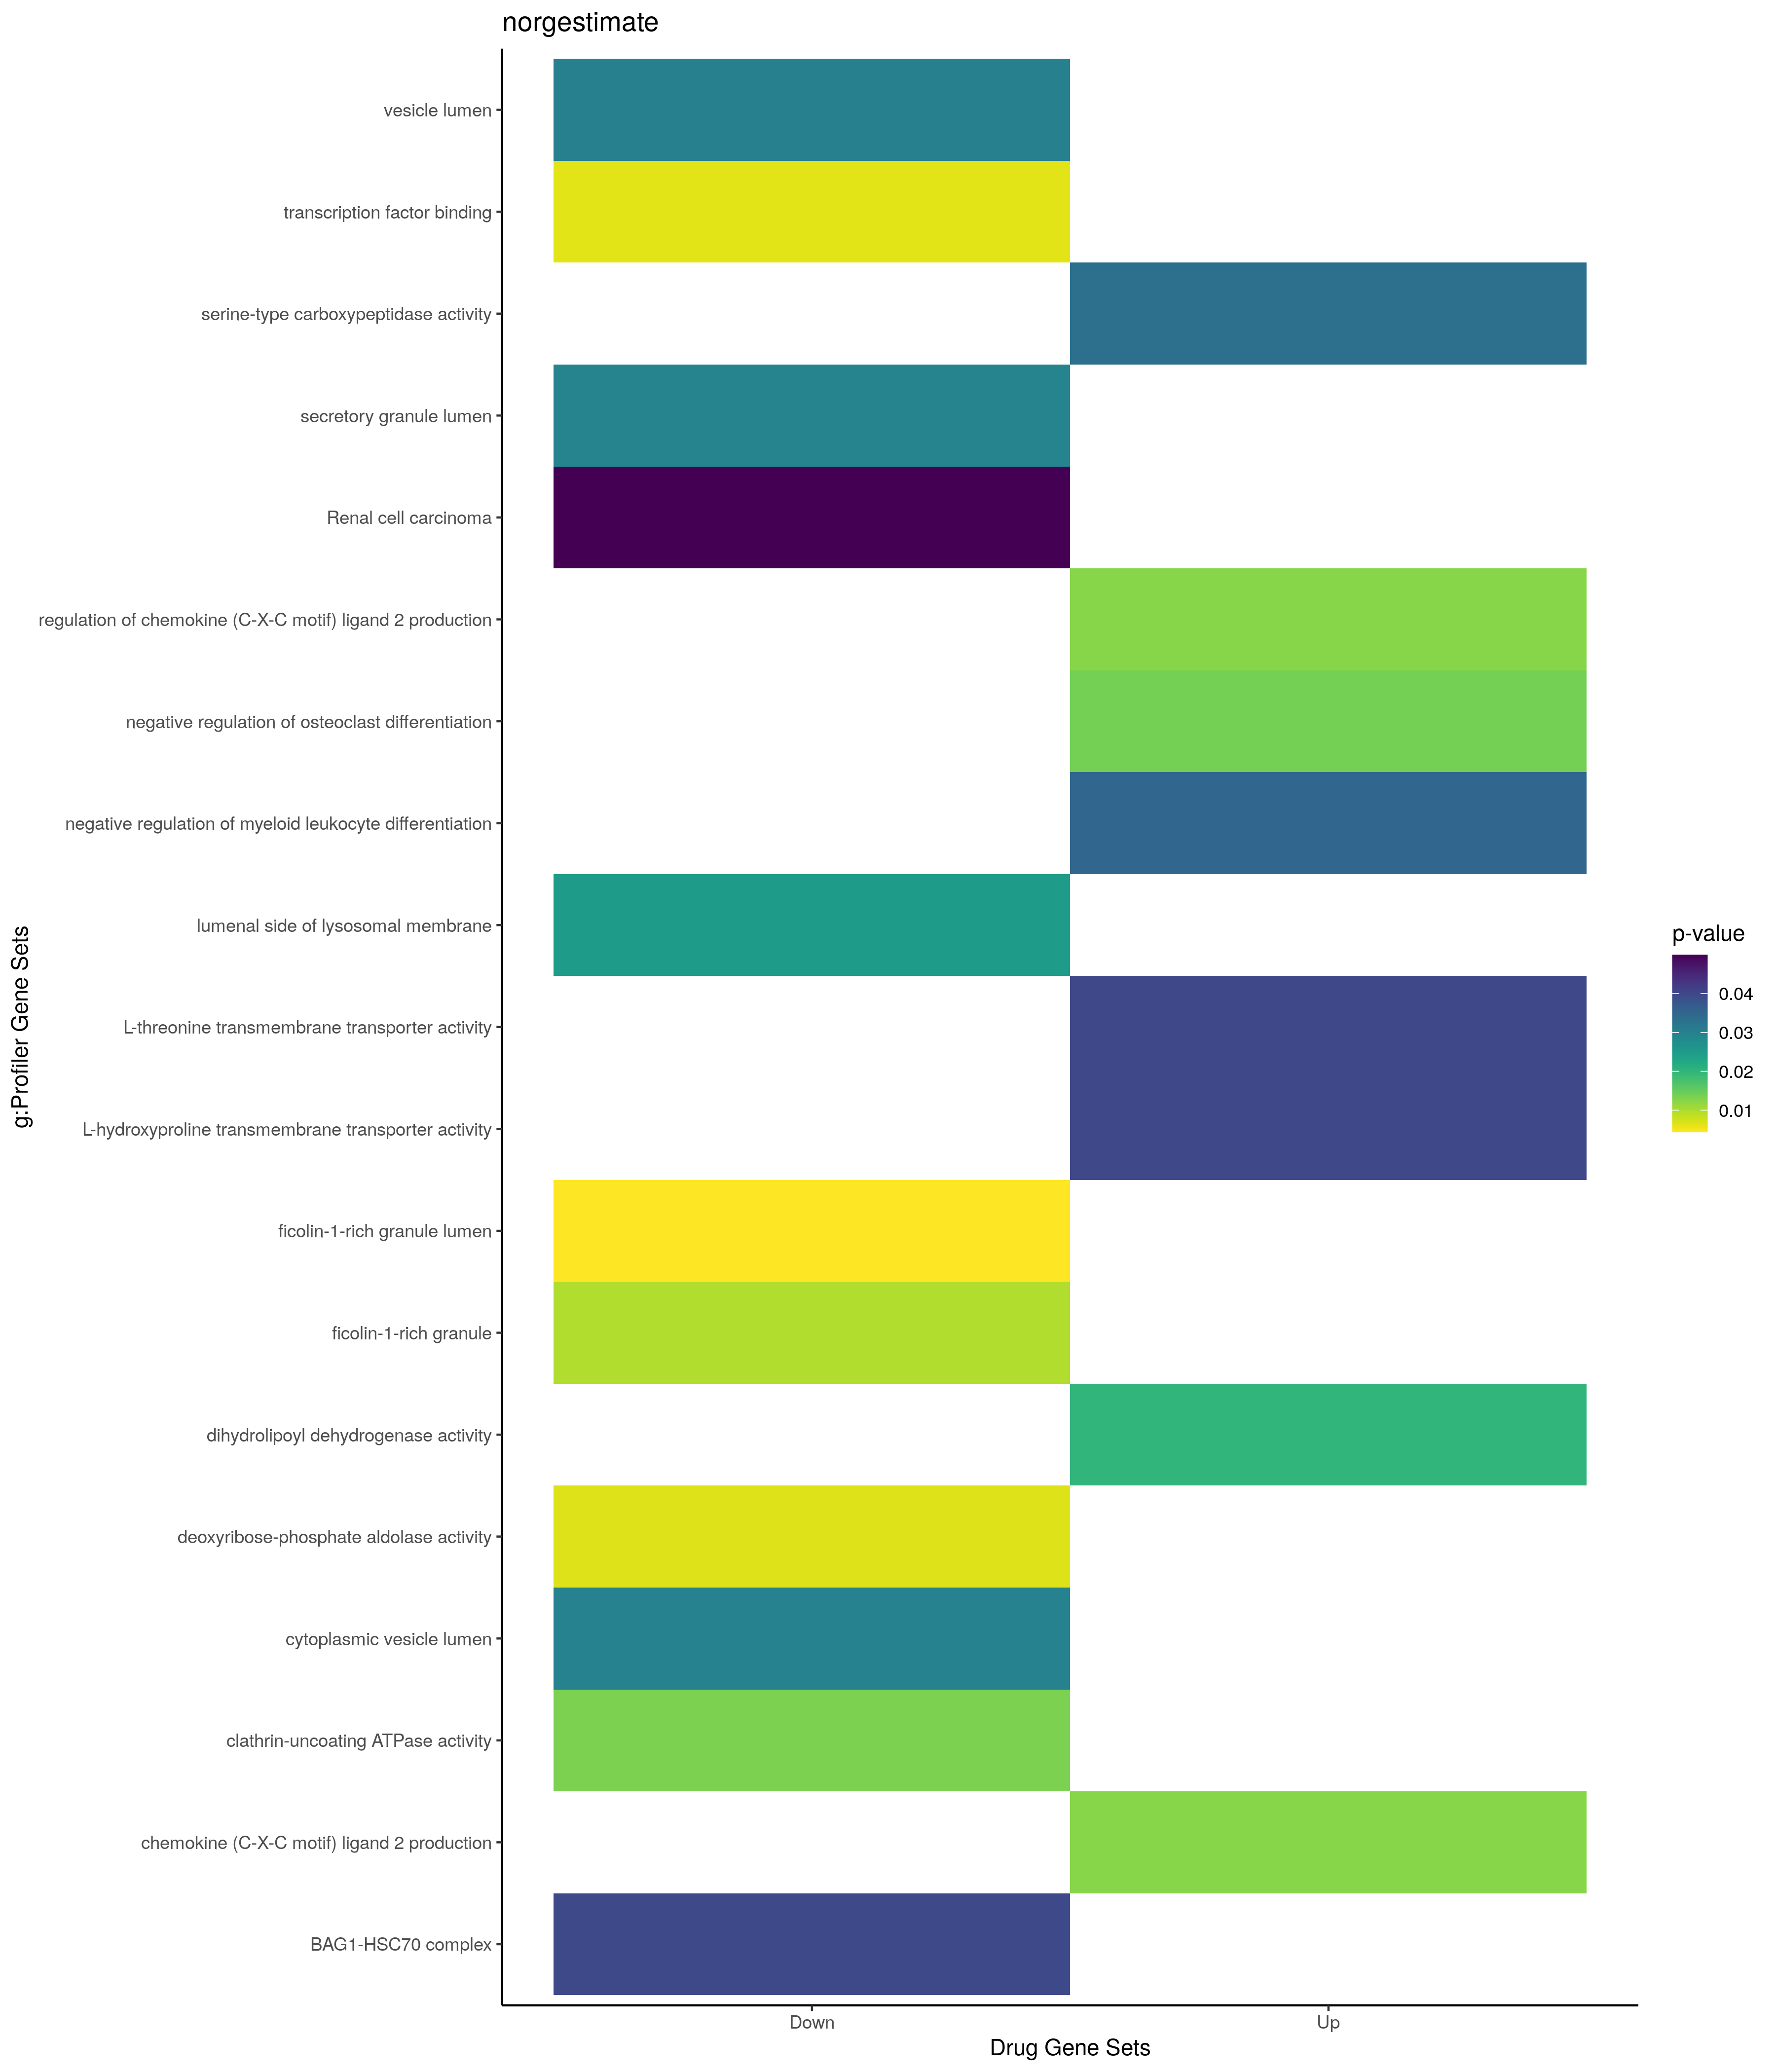 norgestimate
vesicle lumen
transcription factor binding
serine-type carboxypeptidase activity
secretory granule lumen
Renal cell carcinoma
regulation of chemokine (C-X-C motif) ligand 2 production
negative regulation of osteoclast differentiation
negative regulation of myeloid leukocyte differentiation
lumenal side of lysosomal membrane
L-threonine transmembrane transporter activity
L-hydroxyproline transmembrane transporter activity
ficolin-1-rich granule lumen
ficolin-1-rich granule
dihydrolipoyl dehydrogenase activity
deoxyribose-phosphate aldolase activity
cytoplasmic vesicle lumen
clathrin-uncoating ATPase activity
chemokine (C-X-C motif) ligand 2 production
BAG1-HSC70 complex
g:Profiler Gene Sets
Down
Up
Drug Gene Sets
p-value
0.04
0.03
0.02
0.01